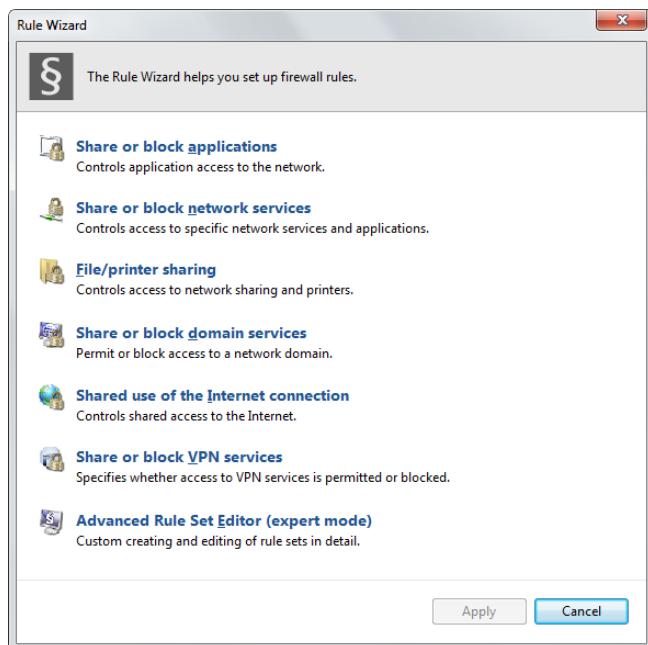 Rule Wizard
§
The Rule Wizard helps you set up firewall rules.
Share or block applications
Controls application access to the network.
Share or block network services
Controls access to specific network services and applications.
File/printer sharing
Controls access to network sharing and printers.
Share or block domain services
Permit or block access to a network domain.
Shared use of the Internet connection
Controls shared access to the Internet.
Share or block VPN services
Specifies whether access to VPN services is permitted or blocked.
Advanced Rule Set Editor (expert mode)
Custom creating and editing of rule sets in detail.
Apply Cancel